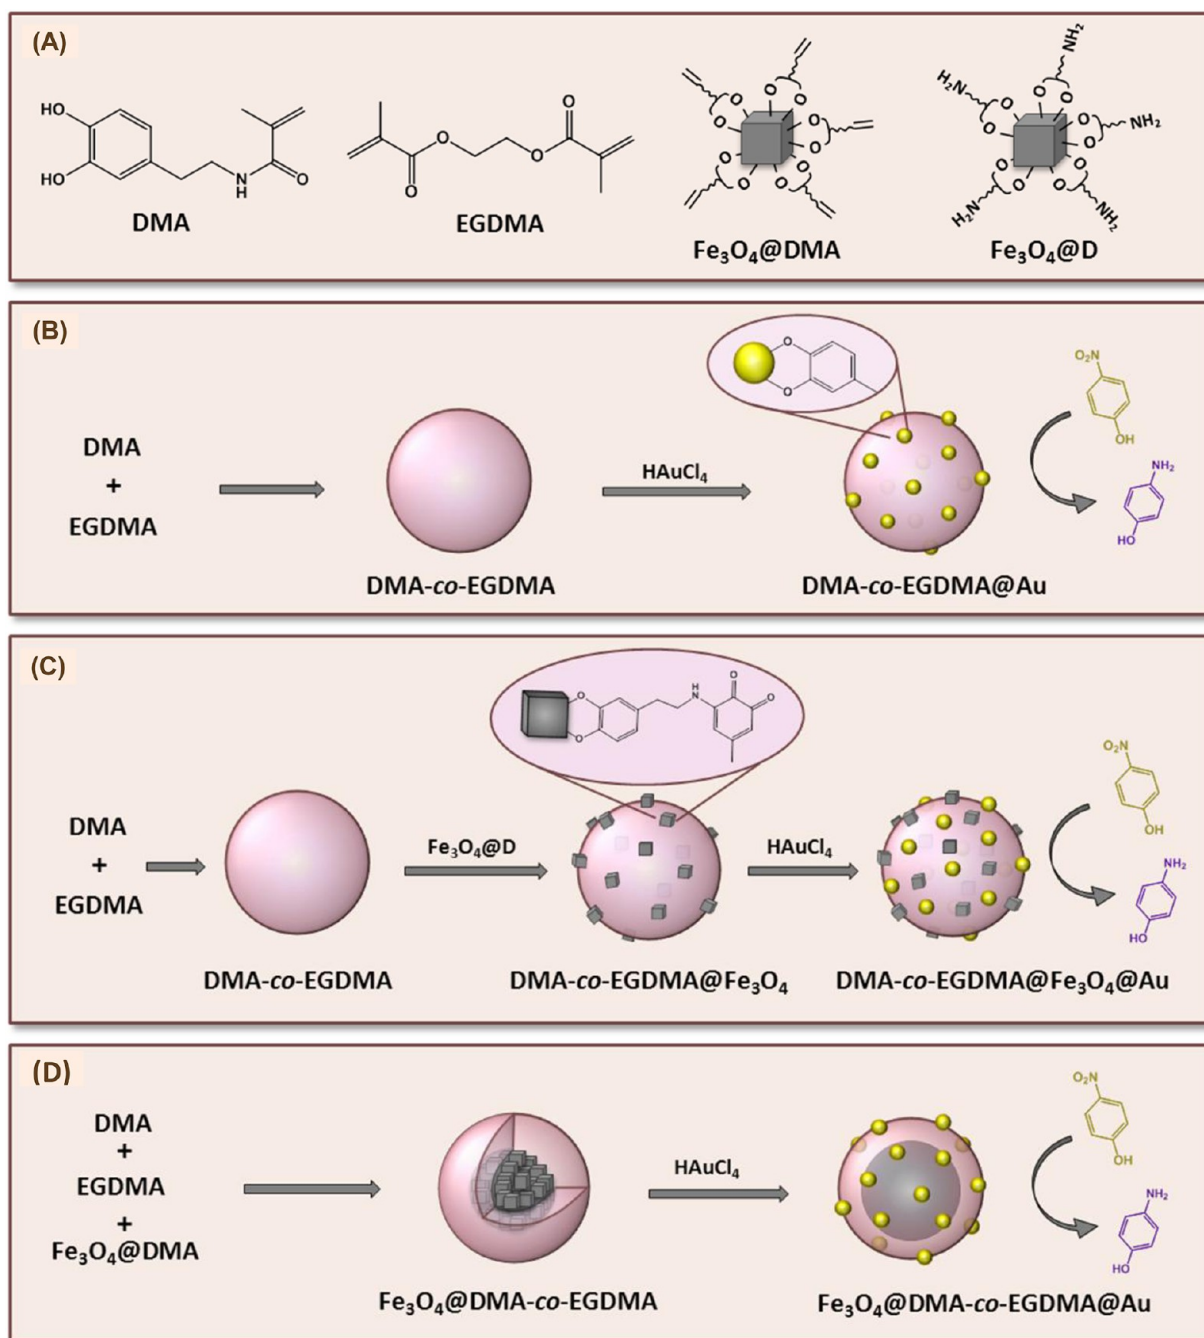 (A)
HO
HO
N
H
O
DMA
O
O
O
O
EGDMA
O
O
O
O
O
O
O
O
O
O
Fe₃O₄@DMA
NH₂
H₂N
NH₂
H₂N
NH₂
O
O
O
O
O
O
O
O
O
O
Fe₃O₄@D
(B)
DMA
+
EGDMA
DMA-co-EGDMA
HAuCl₄
O
O
DMA-co-EGDMA@Au
O₂N
OH
NH₂
HO
(C)
DMA
+
EGDMA
DMA-co-EGDMA
Fe₃O₄@D
O
O
H
N
O
O
DMA-co-EGDMA@Fe₃O₄
HAuCl₄
DMA-co-EGDMA@Fe₃O₄@Au
O₂N
OH
NH₂
HO
(D)
DMA
+
EGDMA
+
Fe₃O₄@DMA
Fe₃O₄@DMA-co-EGDMA
HAuCl₄
Fe₃O₄@DMA-co-EGDMA@Au
O₂N
OH
NH₂
HO